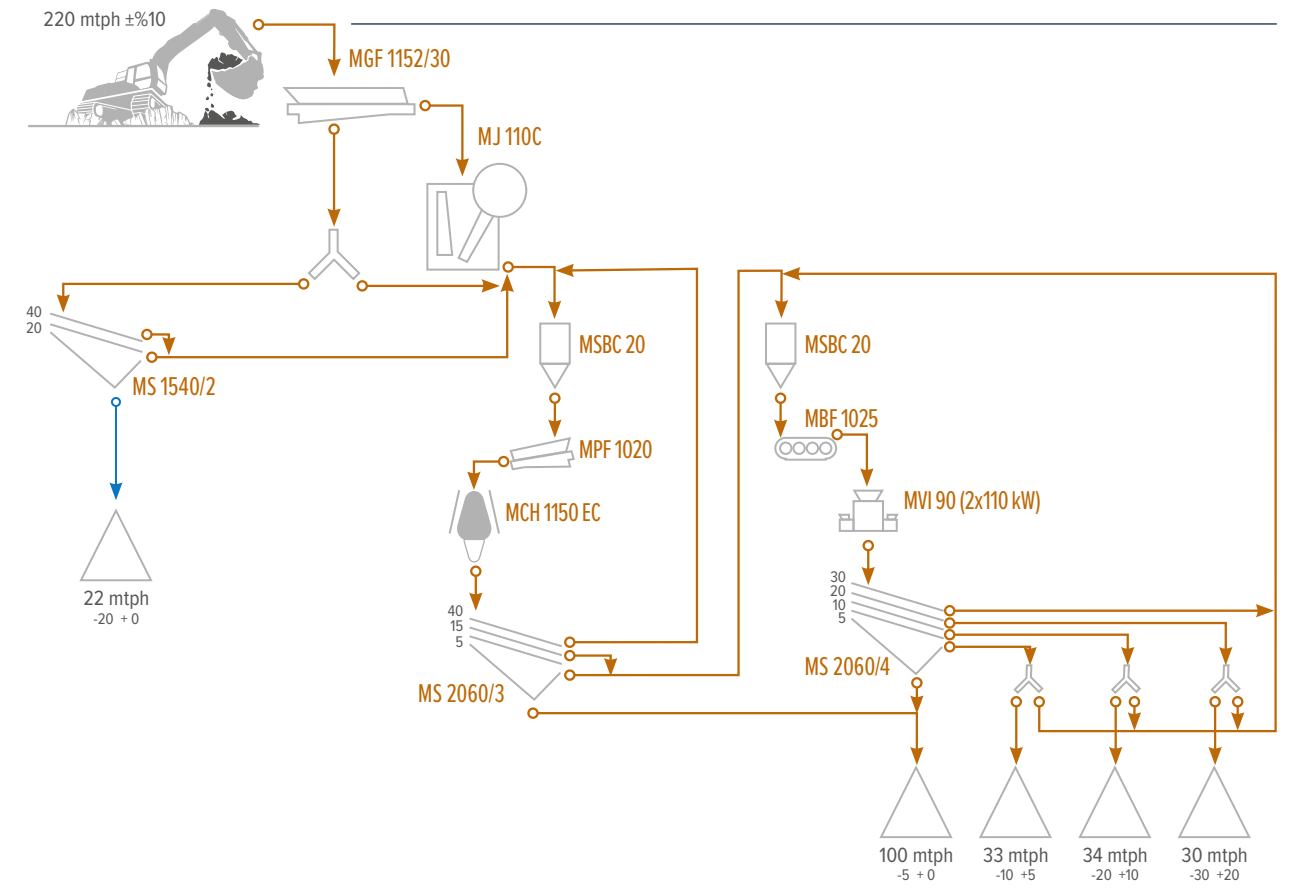 220 mtph ±%10
MGF 1152/30
MJ 110C
40
20
MS 1540/2
22 mtph
-20 + 0
MSBC 20
MPF 1020
MCH 1150 EC
40
15
5
MS 2060/3
MSBC 20
MBF 1025
MVI 90 (2x110 kW)
30
20
10
5
MS 2060/4
100 mtph
-5 + 0
33 mtph
-10 +5
34 mtph
-20 +10
30 mtph
-30 +20